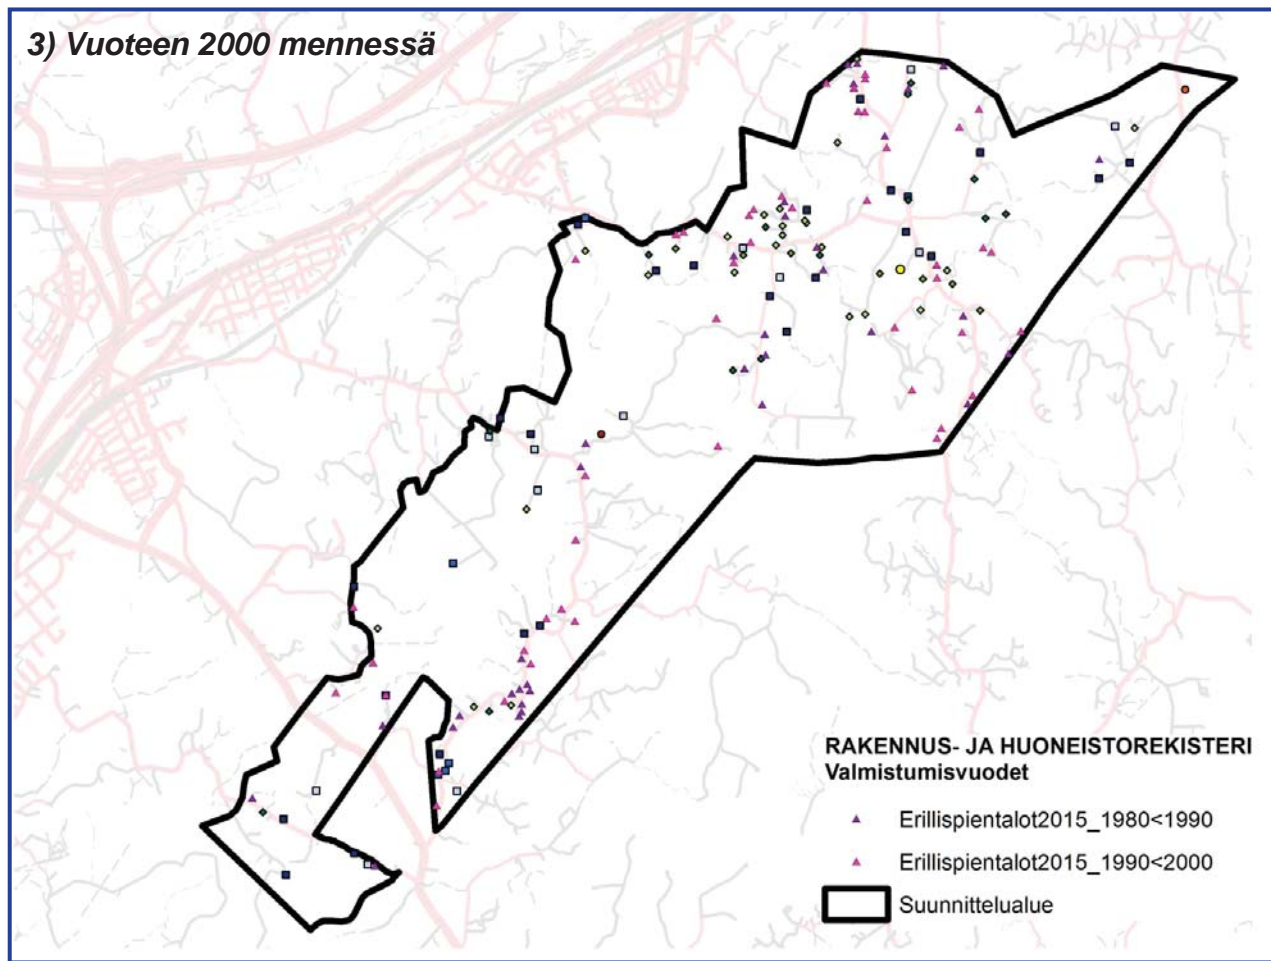 3) Vuoteen 2000 mennessä
RAKENNUS- JA HUONEISTOREKISTERI
Valmistumisvuodet
Erillispientalot2015_1980<1990
Erillispientalot2015_1990<2000
Suunnittelualue